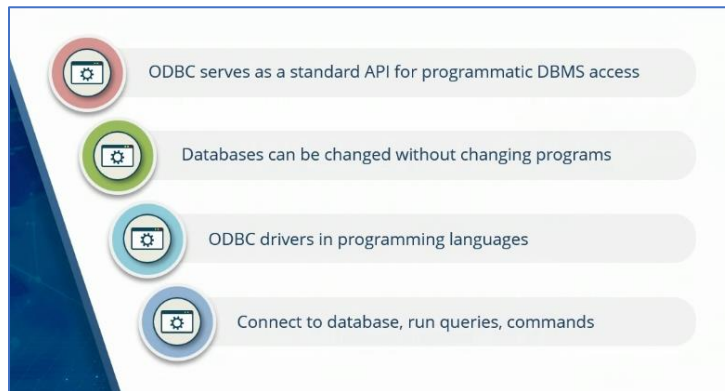 ODBC serves as a standard API for programmatic DBMS access
Databases can be changed without changing programs
ODBC drivers in programming languages
Connect to database, run queries, commands